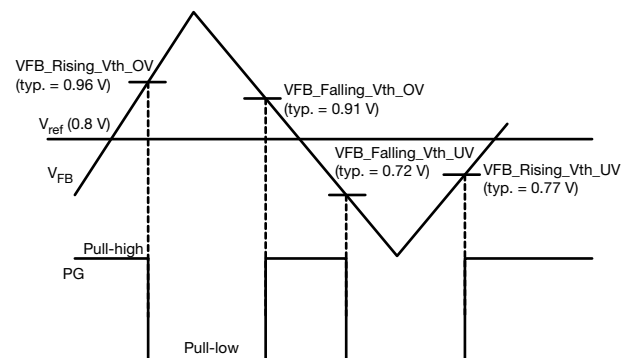 VFB_Rising_Vth_OV
(typ. = 0.96 V)
VFB_Falling_Vth_OV
(typ. = 0.91 V)
Vref (0.8 V)
VFB_Falling_Vth_UV
(typ. = 0.72 V)
VFB_Rising_Vth_UV
(typ. = 0.77 V)
VFB
Pull-high
PG
Pull-low